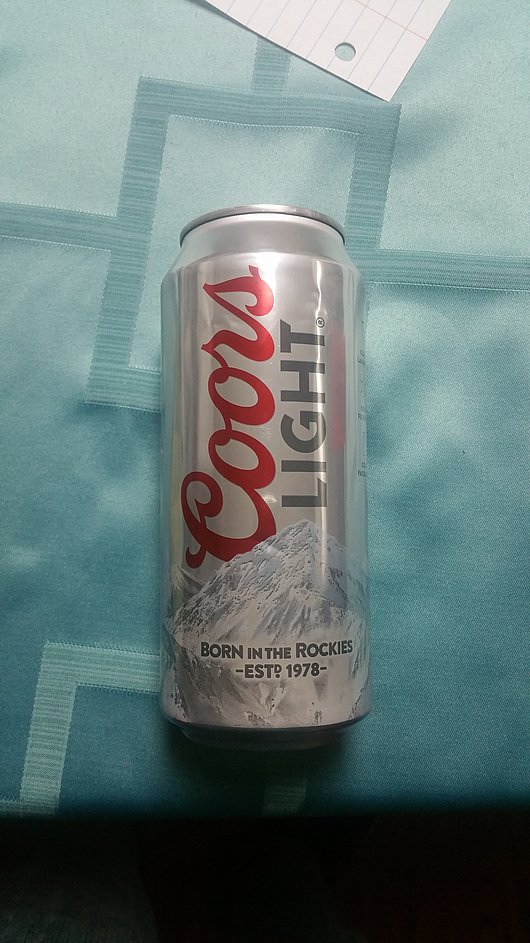 Coors
LIGHT®
BORN IN THE ROCKIES
-ESTD 1978-